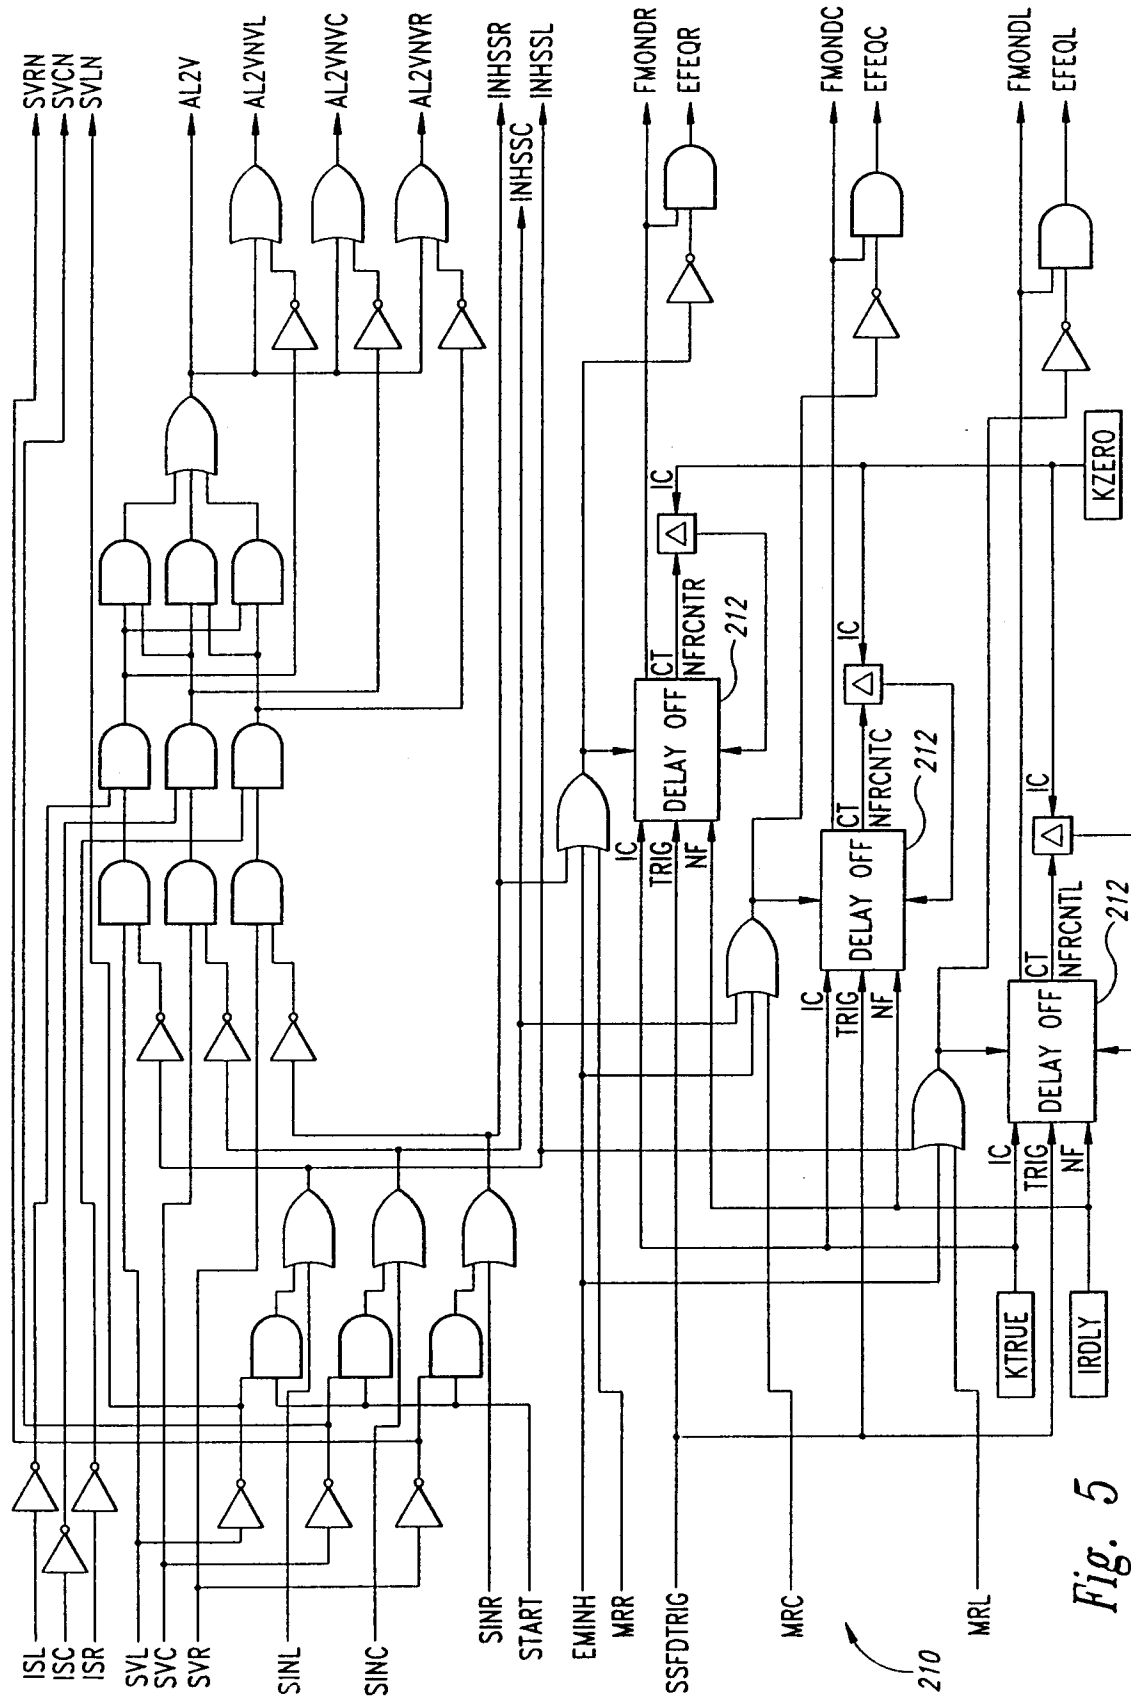 ISL
ISC
ISR
SVL
SVC
SVR
SINL
SINC
SINR
START
EMINH
MRR
SSFDTRIG
MRC
MRL
210
SVRN
SVCN
SVLN
AL2V
AL2VNVL
AL2VNVC
AL2VNVR
INHSSR
INHSSC
INHSSL
FMONDR
EFEQR
FMONDC
EFEQC
FMONDL
EFEQL
IC
TRIG
NF
DELAY OFF
CT
NFRCNTR
212
Δ
IC
IC
TRIG
NF
DELAY OFF
CT
NFRCNTC
212
Δ
IC
IC
TRIG
NF
DELAY OFF
CT
NFRCNTL
212
Δ
IC
KTRUE
IRDLY
KZERO
Fig. 5